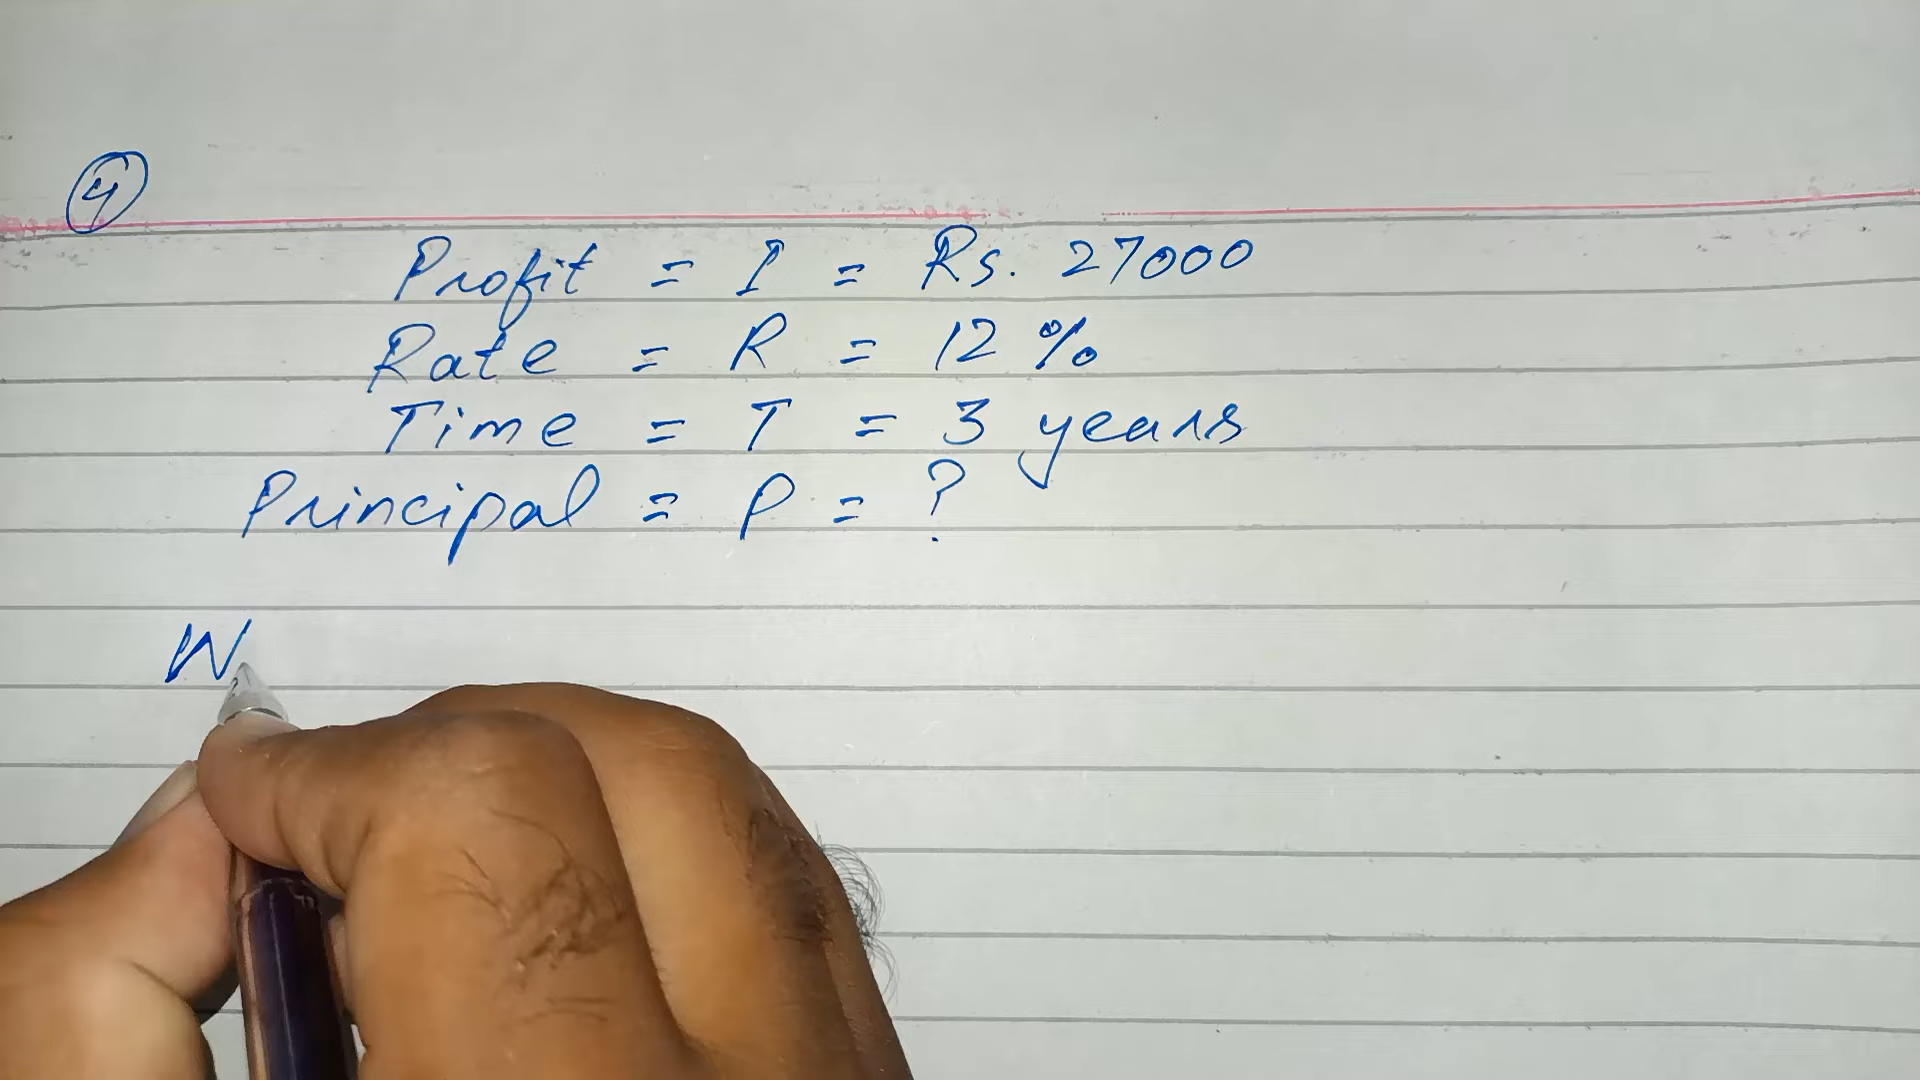 4
Profit = I = Rs. 27000
Rate = R = 12 %
Time = T = 3 years
Principal = P = ?
W